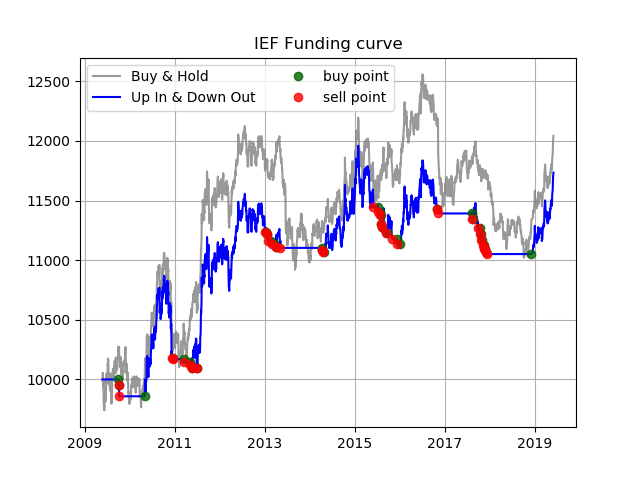 IEF Funding curve
Buy & Hold
Up In & Down Out
buy point
sell point
12500
12000
11500
11000
10500
10000
2009 2011 2013 2015 2017 2019